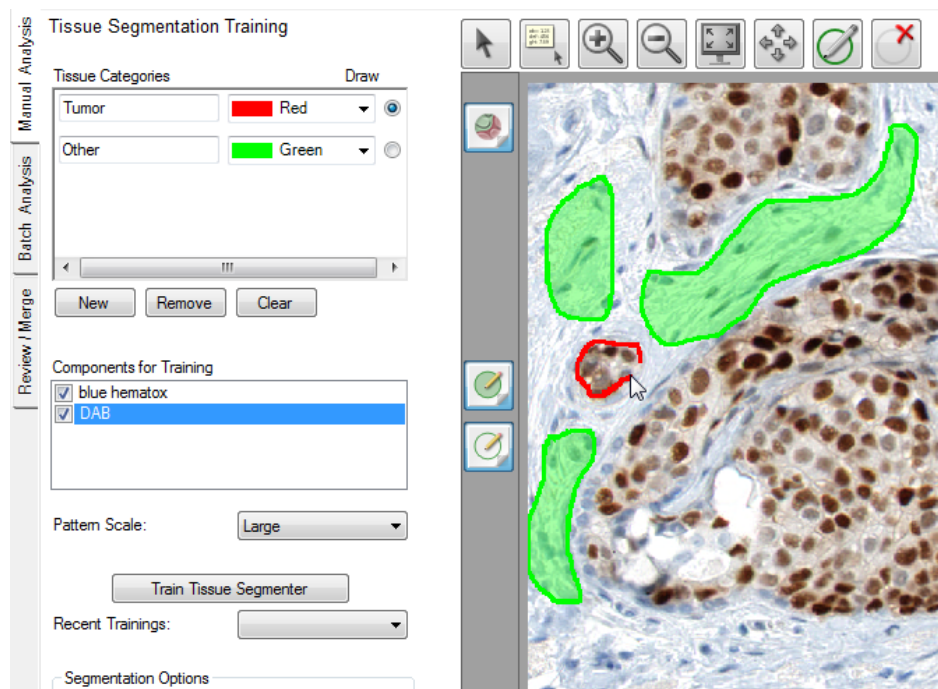 Tissue Segmentation Training
Manual Analysis
Batch Analysis
Review / Merge
Tissue Categories Draw
Tumor Red
Other Green
New Remove Clear
Components for Training
blue hematox
DAB
Pattern Scale: Large
Train Tissue Segmenter
Recent Trainings:
Segmentation Options